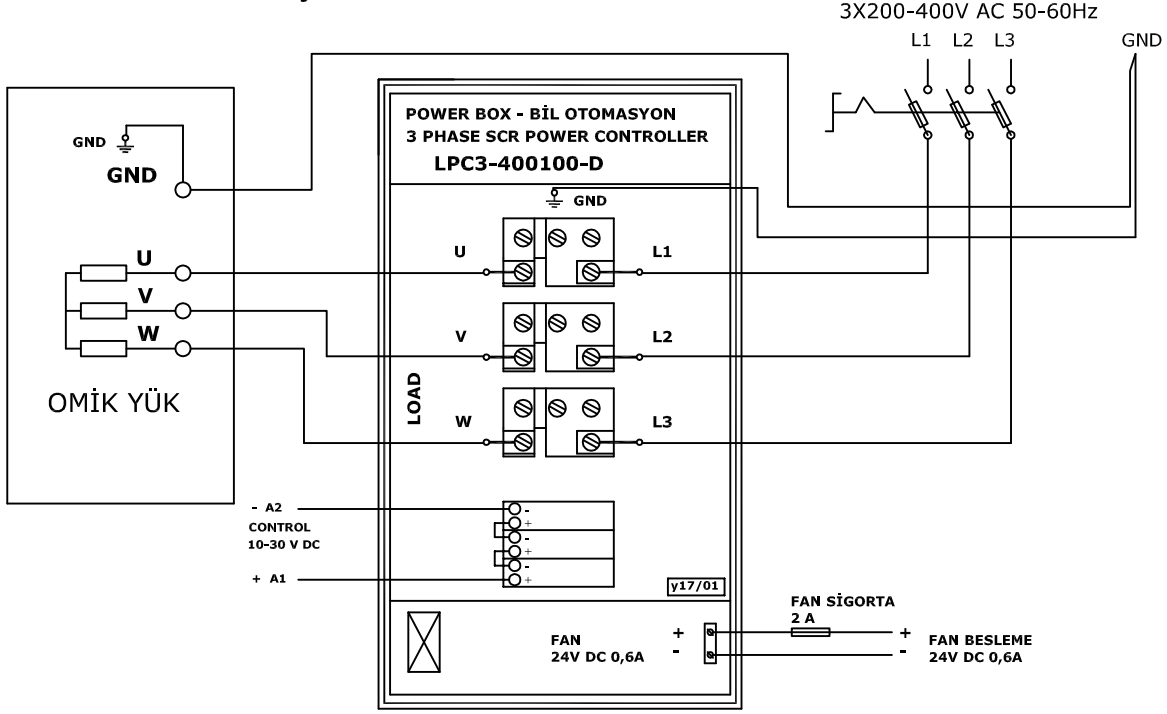 3X200-400V AC 50-60Hz
L1 L2 L3 GND
POWER BOX - BİL OTOMASYON
3 PHASE SCR POWER CONTROLLER
LPC3-400100-D
GND
GND
GND
U L1
U
V
V L2
W
OMİK YÜK
LOAD
W L3
- A2 -
CONTROL +
10-30 V DC -
+
-
+ A1 +
y17/01
FAN SİGORTA
2 A
FAN + + FAN BESLEME
24V DC 0,6A - - 24V DC 0,6A